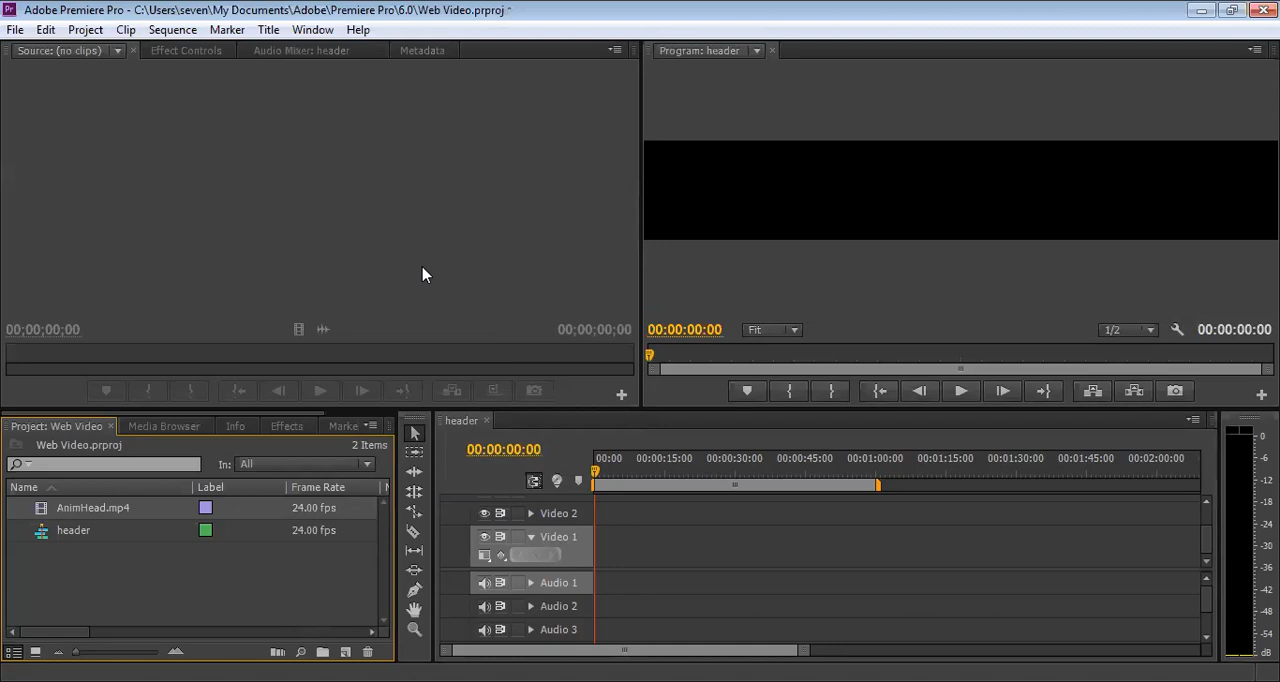 Adobe Premiere Pro - C:\Users\seven\My Documents\Adobe\Premiere Pro\6.0\Web Video.prproj *
File Edit Project Clip Sequence Marker Title Window Help
Source: (no clips) Effect Controls Audio Mixer: header Metadata
Program: header
00;00;00;00
00;00;00;00
00:00:00:00 Fit 1/2 00:00:00:00
Project: Web Video Media Browser Info Effects Marke
Web Video.prproj 2 Items
In: All
Name Label Frame Rate
AnimHead.mp4 24.00 fps
header 24.00 fps
header
00:00:00:00
00:00 00:00:15:00 00:00:30:00 00:00:45:00 00:01:00:00 00:01:15:00 00:01:30:00 00:01:45:00 00:02:00:00
Video 2
Video 1
Audio 1
Audio 2
Audio 3
0
-6
-12
-18
-24
-30
-36
-42
-48
-54
dB